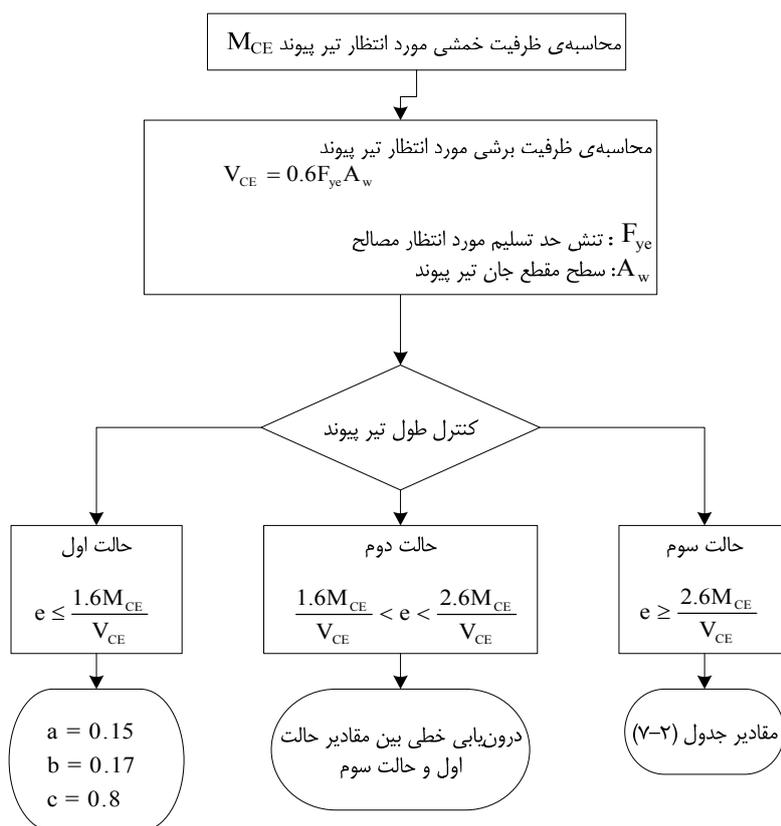 محاسبه‌ی ظرفیت خمشی مورد انتظار تیر پیوند M_CE
محاسبه‌ی ظرفیت برشی مورد انتظار تیر پیوند
V_CE = 0.6F_ye A_w
F_ye : تنش حد تسلیم مورد انتظار مصالح
A_w: سطح مقطع جان تیر پیوند
کنترل طول تیر پیوند
حالت سوم
e ≥ 2.6M_CE / V_CE
مقادیر جدول (۲-۷)
حالت دوم
1.6M_CE / V_CE < e < 2.6M_CE / V_CE
درون‌یابی خطی بین مقادیر حالت
اول و حالت سوم
حالت اول
e ≤ 1.6M_CE / V_CE
a = 0.15
b = 0.17
c = 0.8